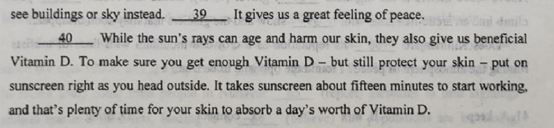 see buildings or sky instead. 39 It gives us a great feeling of peace.
40 While the sun's rays can age and harm our skin, they also give us beneficial
Vitamin D. To make sure you get enough Vitamin D – but still protect your skin – put on
sunscreen right as you head outside. It takes sunscreen about fifteen minutes to start working,
and that's plenty of time for your skin to absorb a day's worth of Vitamin D.